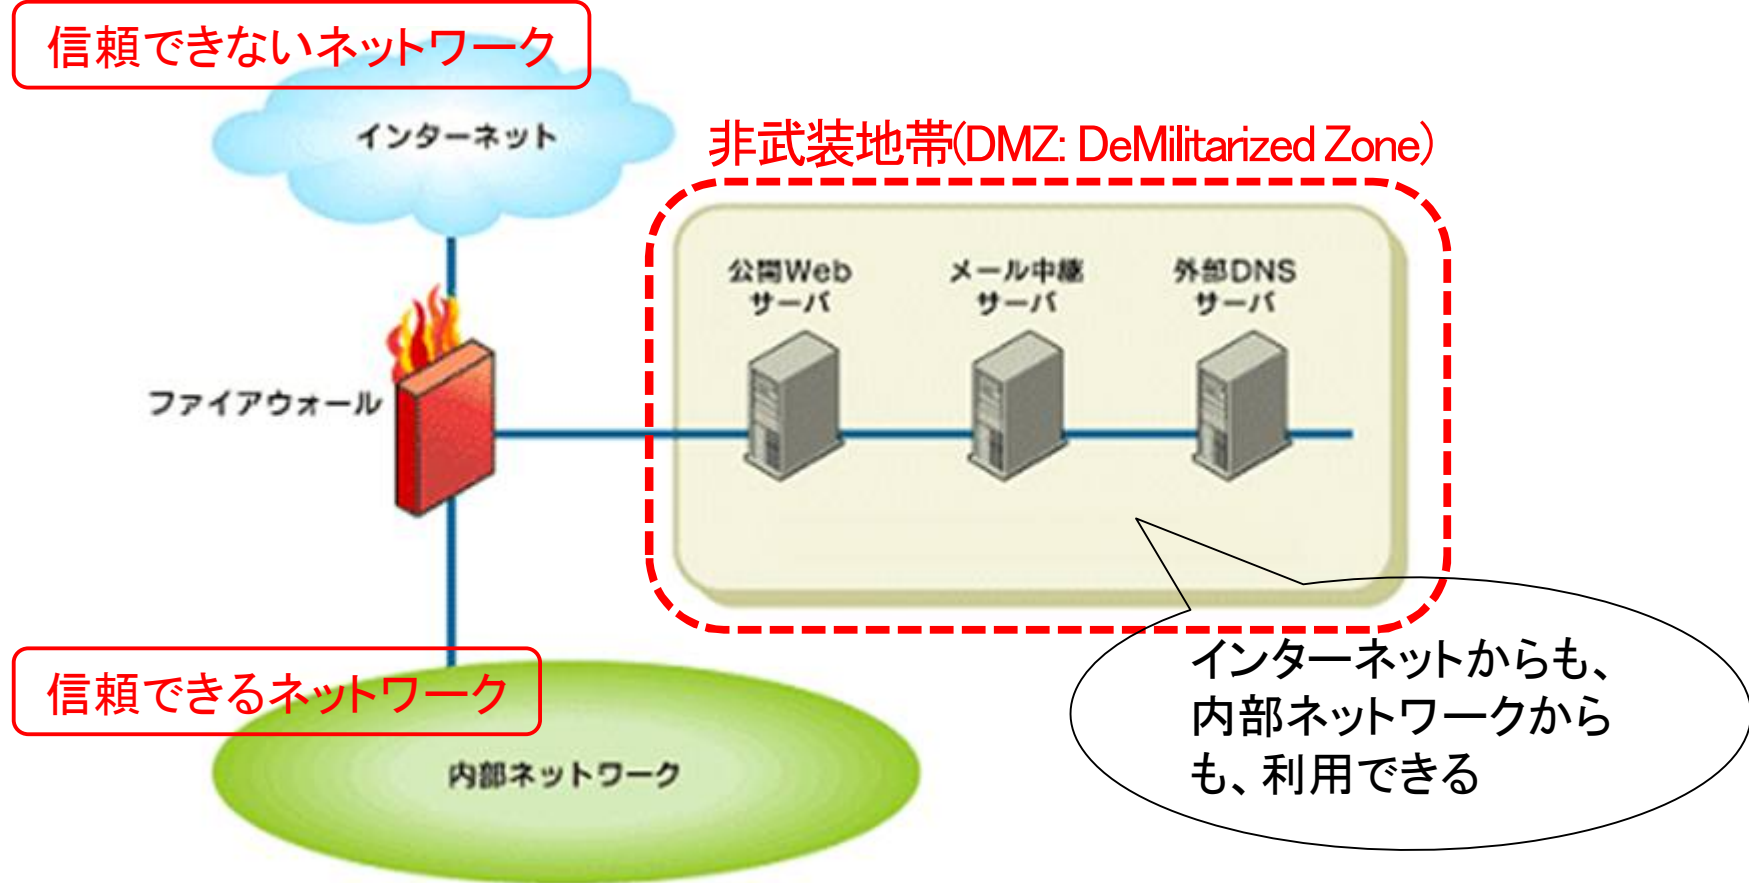 信頼できないネットワーク
インターネット
非武装地帯(DMZ: DeMilitarized Zone)
公開Web
サーバ
メール中継
サーバ
外部DNS
サーバ
ファイアウォール
信頼できるネットワーク
内部ネットワーク
インターネットからも、
内部ネットワークから
も、利用できる